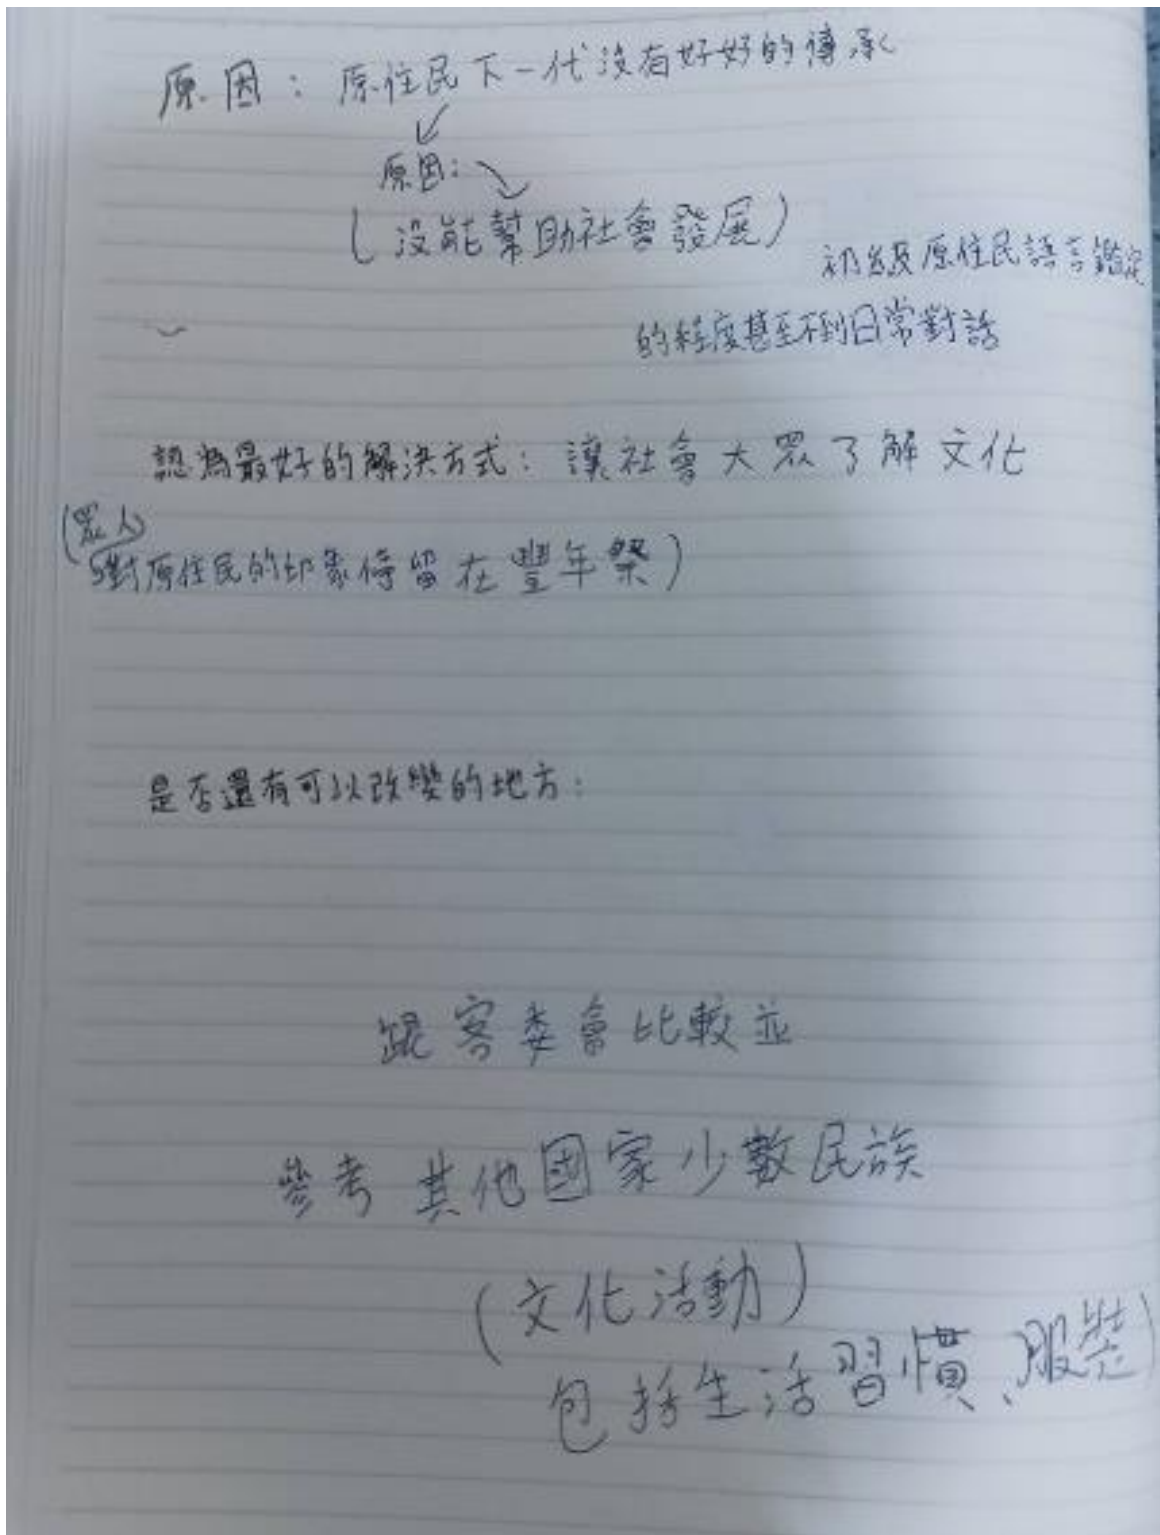 原因：原住民下一代沒有好好的傳承
原因：
(沒能幫助社會發展)
初級原住民語言鑑定
的程度甚至不到日常對話
認為最好的解決方式：讓社會大眾了解文化
(眾人
對原住民的印象停留在豐年祭)
是否還有可以改變的地方：
跟客委會比較並
參考其他國家少數民族
(文化活動)
包括生活習慣、服裝)